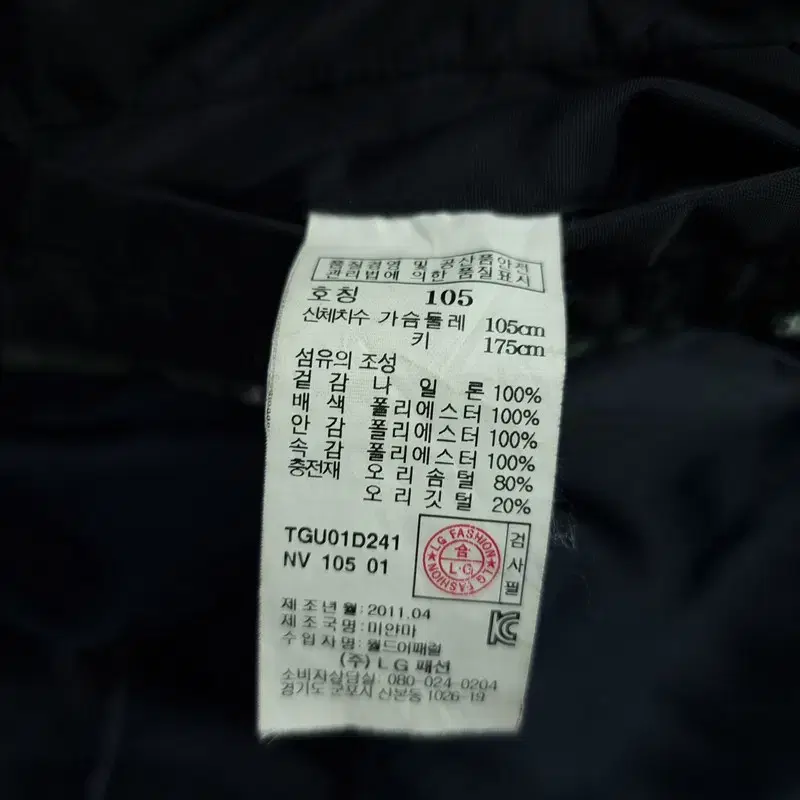 품질경영 및 공산품안전
관리법에 의한 품질표시
호칭 105
신체치수 가슴둘레 105cm
키 175cm
섬유의 조성
겉감 나일론 100%
배색 폴리에스터 100%
안감 폴리에스터 100%
속감 폴리에스터 100%
충전재 오리솜털 80%
오리깃털 20%
TGU01D241
NV 105 01
LG FASHION ★ LG FASHION ★
合
L·G
검사필
제조년월: 2011.04
제조국명: 미얀마
수입자명: 월드어패럴
(주) LG 패션
소비자상담실: 080-024-0204
경기도 군포시 산본동 1026-19